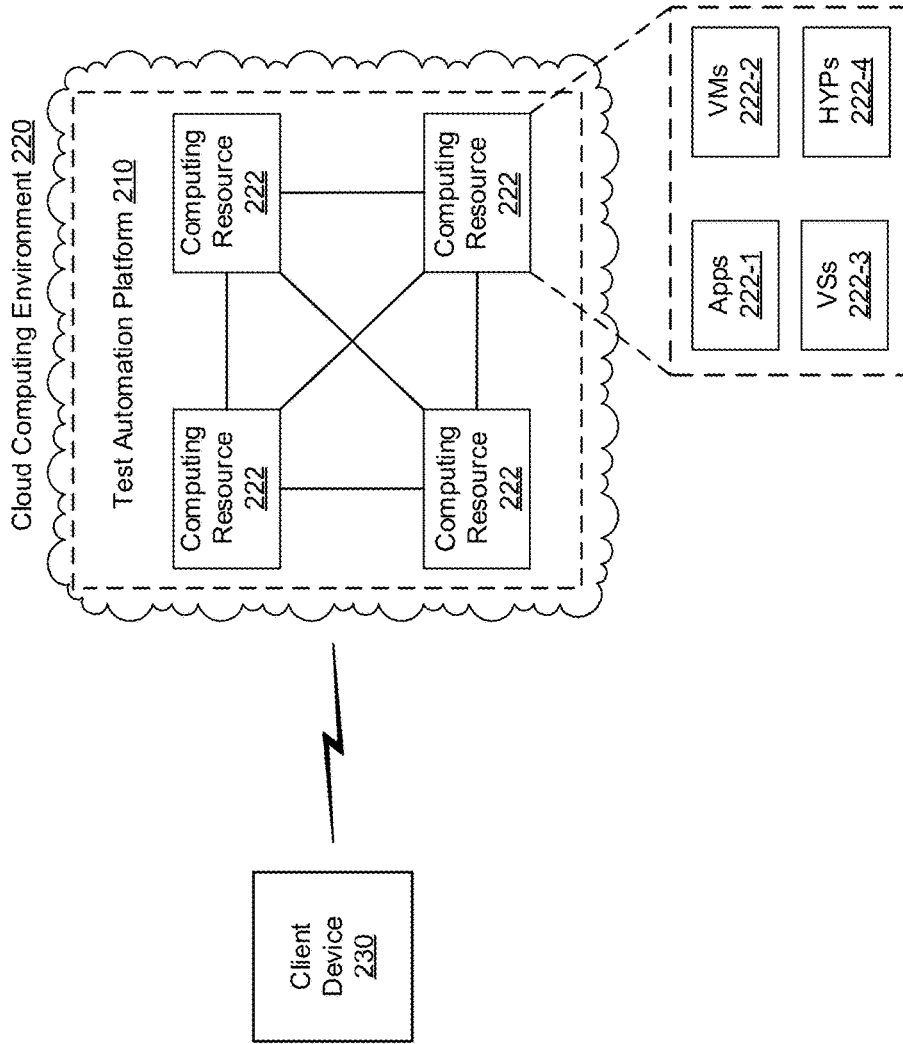 Cloud Computing Environment 220
Test Automation Platform 210
Computing
Resource
222
Computing
Resource
222
Computing
Resource
222
Computing
Resource
222
Client
Device
230
Apps
222-1
VMs
222-2
VSs
222-3
HYPs
222-4